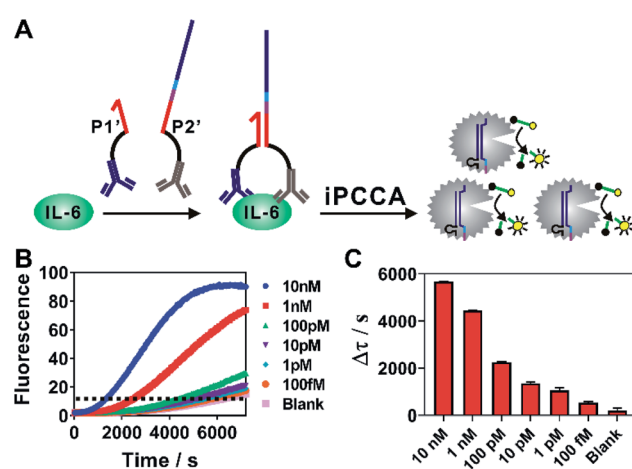 A
P1'
P2'
IL-6
IL-6
iPCCA
B
Fluorescence
100
80
60
40
20
0
0 2000 4000 6000
Time / s
10nM
1nM
100pM
10pM
1pM
100fM
Blank
C
Δτ / s
6000
4000
2000
0
10 nM 1 nM 100 pM 10 pM 1 pM 100 fM Blank